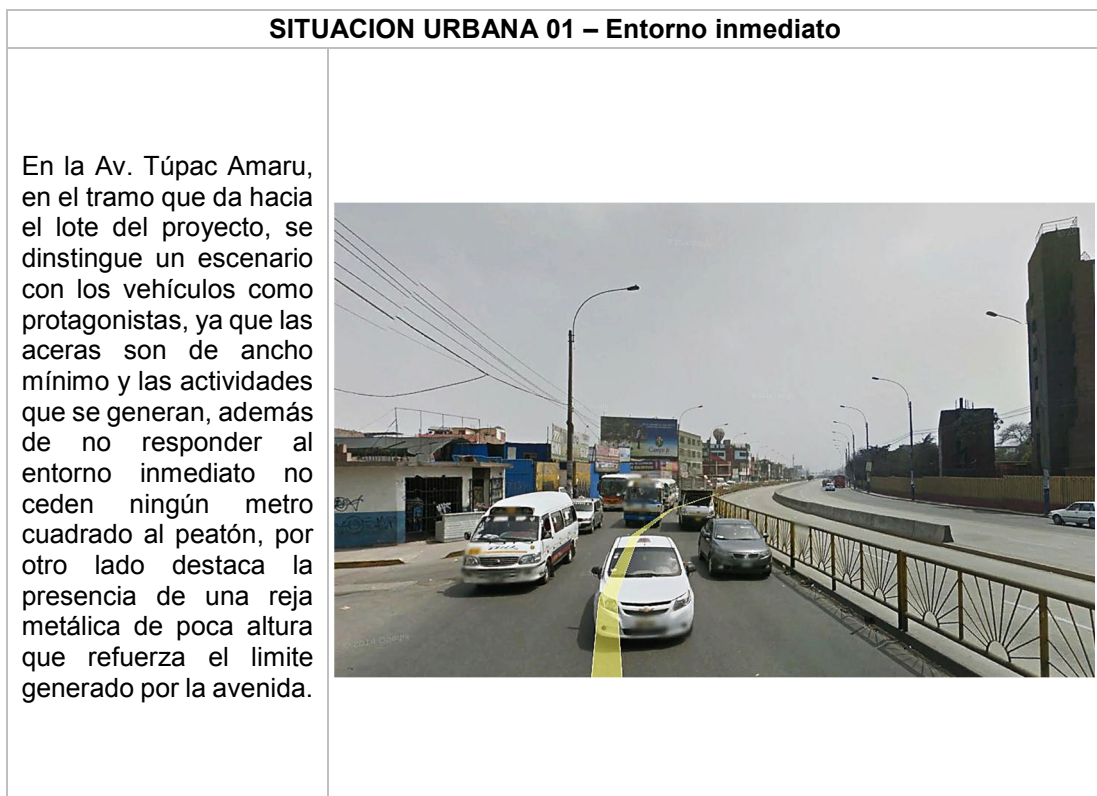 SITUACION URBANA 01 – Entorno inmediato
En la Av. Túpac Amaru,
en el tramo que da hacia
el lote del proyecto, se
dinstingue un escenario
con los vehículos como
protagonistas, ya que las
aceras son de ancho
mínimo y las actividades
que se generan, además
de no responder al
entorno inmediato no
ceden ningún metro
cuadrado al peatón, por
otro lado destaca la
presencia de una reja
metálica de poca altura
que refuerza el limite
generado por la avenida.